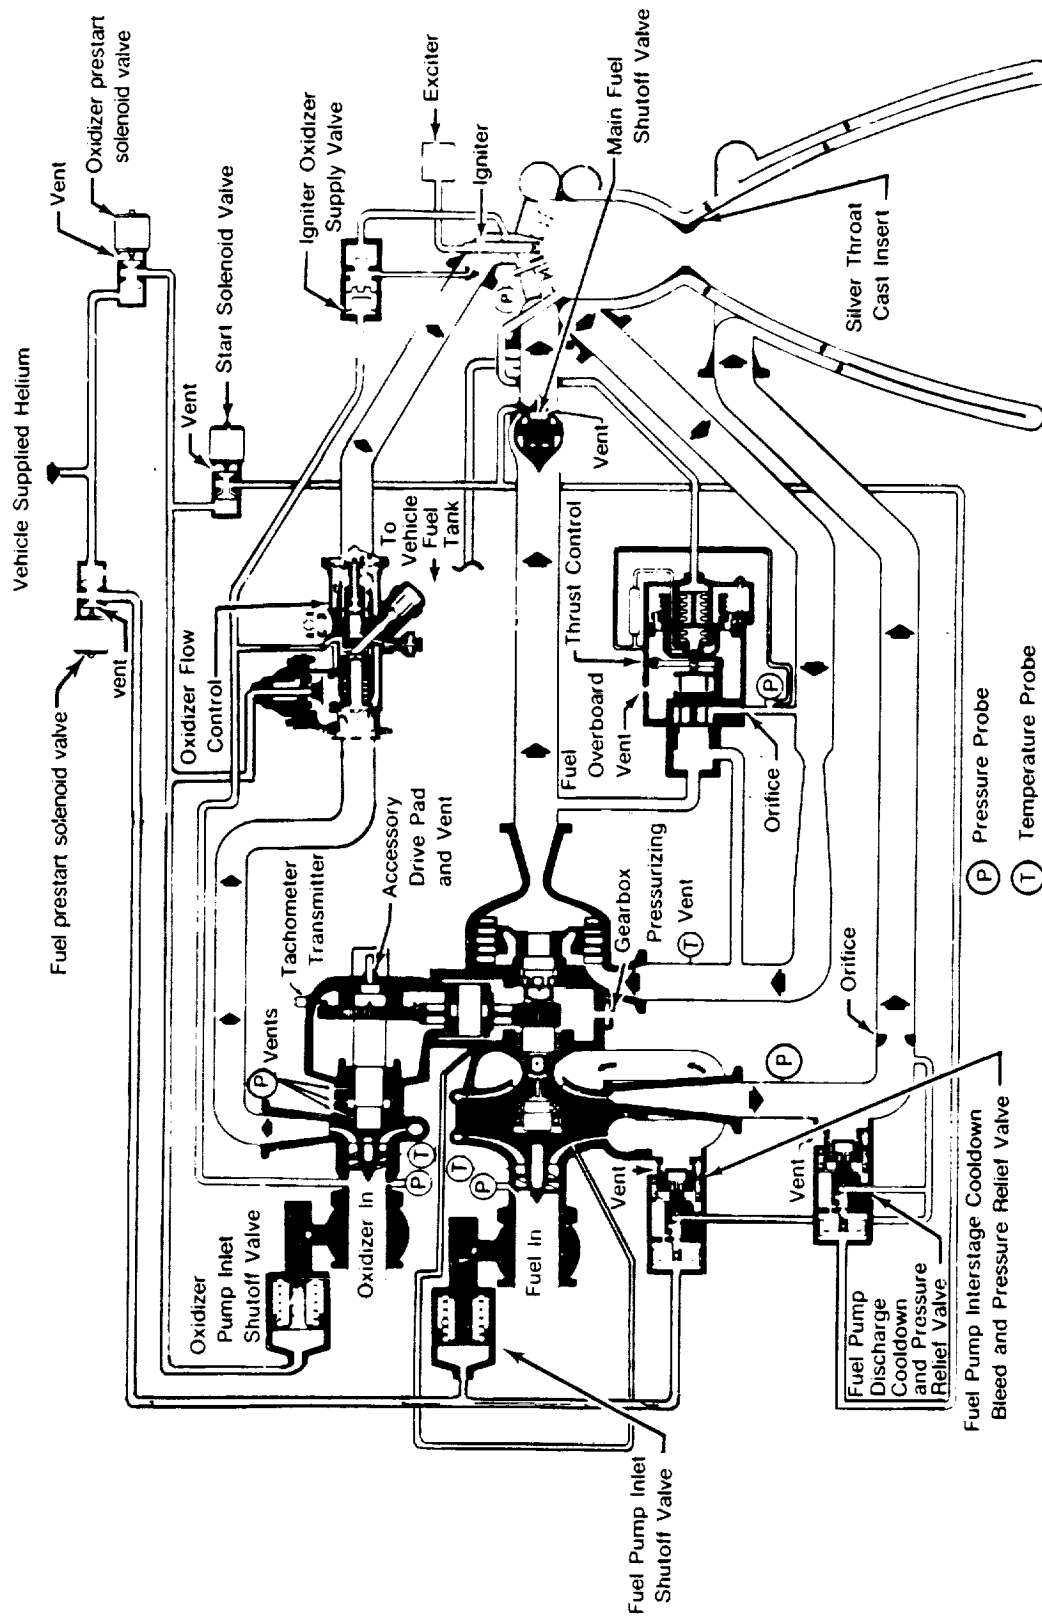 Vehicle Supplied Helium
Fuel prestart solenoid valve
vent
Vent
Oxidizer prestart
solenoid valve
Vent
Start Solenoid Valve
Igniter Oxidizer
Supply Valve
Exciter
Igniter
Oxidizer Flow
Control
To
Vehicle
Fuel
Tank
Main Fuel
Shutoff Valve
Vent
Silver Throat
Cast Insert
Tachometer
Transmitter
Accessory
Drive Pad
and Vent
Vents
P
P
T
T
P
P
Oxidizer
Pump Inlet
Shutoff Valve
Oxidizer In
Fuel In
Fuel Pump Inlet
Shutoff Valve
Fuel
Overboard
Vent
Thrust Control
P
Orifice
Gearbox
Pressurizing
Vent
T
Orifice
P
Vent
Vent
Fuel Pump
Discharge
Cooldown
and Pressure
Relief Valve
Fuel Pump Interstage Cooldown
Bleed and Pressure Relief Valve
P Pressure Probe
T Temperature Probe